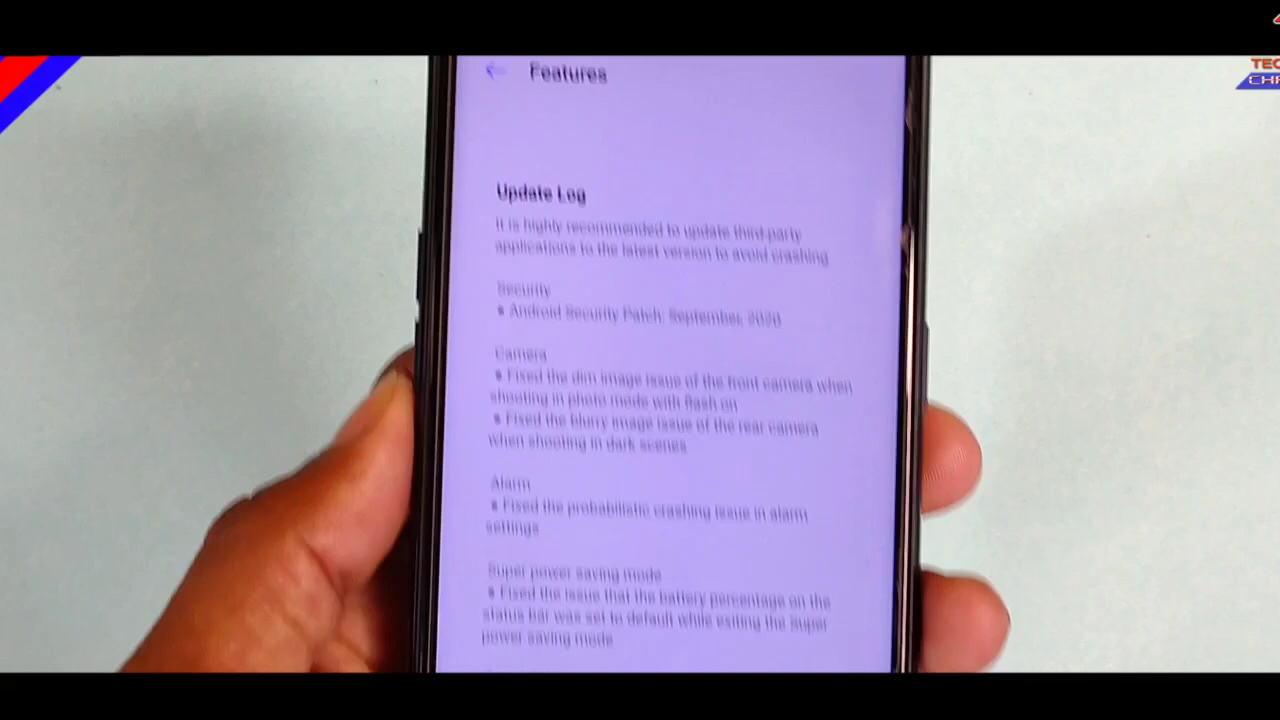 TEC
CHA
← Features
Update Log
It is highly recommended to update third-party
applications to the latest version to avoid crashing
Security
• Android Security Patch: September, 2020
Camera
• Fixed the dim image issue of the front camera when
shooting in photo mode with flash on
• Fixed the blurry image issue of the rear camera
when shooting in dark scenes
Alarm
• Fixed the probabilistic crashing issue in alarm
settings
Super power saving mode
• Fixed the issue that the battery percentage on the
status bar was set to default while exiting the Super
power saving mode